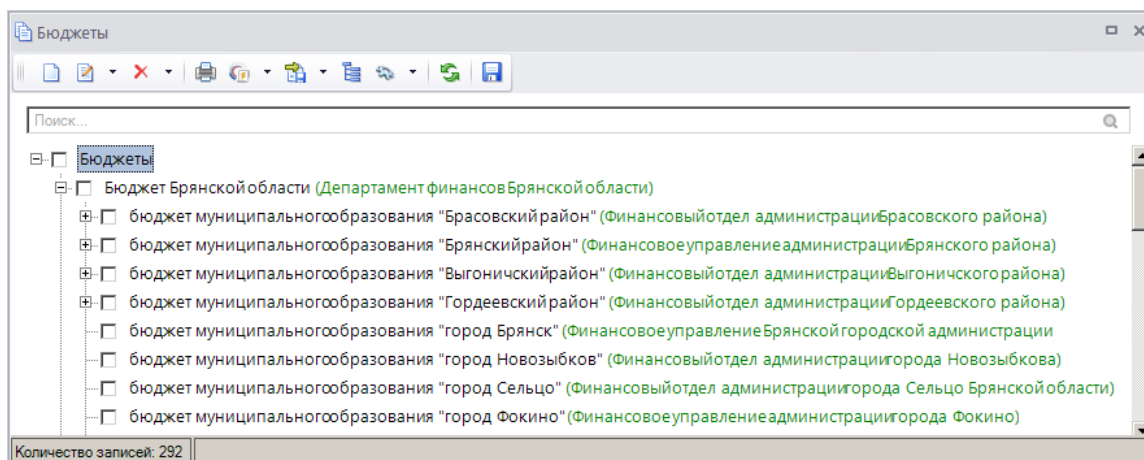 Бюджеты
Поиск...
Бюджеты
Бюджет Брянской области (Департамент финансов Брянской области)
бюджет муниципального образования "Брасовский район" (Финансовый отдел администрации Брасовского района)
бюджет муниципального образования "Брянский район" (Финансовое управление администрации Брянского района)
бюджет муниципального образования "Выгоничский район" (Финансовый отдел администрации Выгоничского района)
бюджет муниципального образования "Гордеевский район" (Финансовый отдел администрации Гордеевского района)
бюджет муниципального образования "город Брянск" (Финансовое управление Брянской городской администрации
бюджет муниципального образования "город Новозыбков" (Финансовый отдел администрации города Новозыбкова)
бюджет муниципального образования "город Сельцо" (Финансовый отдел администрации города Сельцо Брянской области)
бюджет муниципального образования "город Фокино" (Финансовое управление администрации города Фокино)
Количество записей: 292